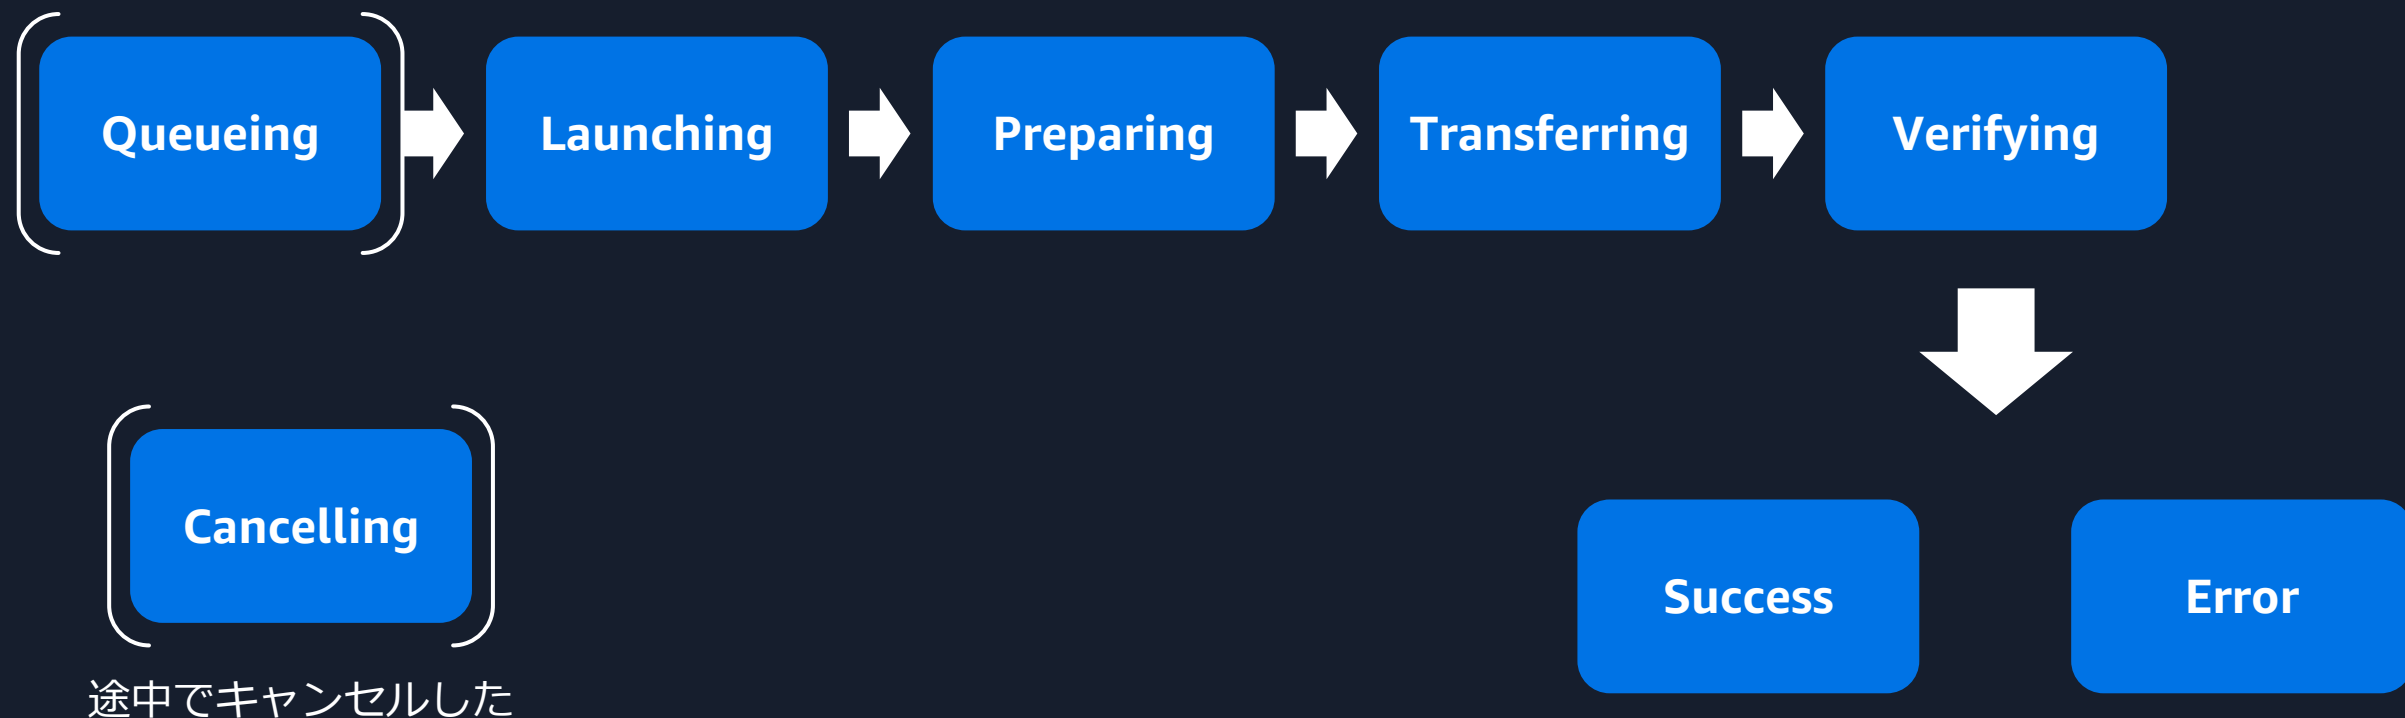 Queueing
Launching
Preparing
Transferring
Verifying
Cancelling
Success
Error
途中でキャンセルした